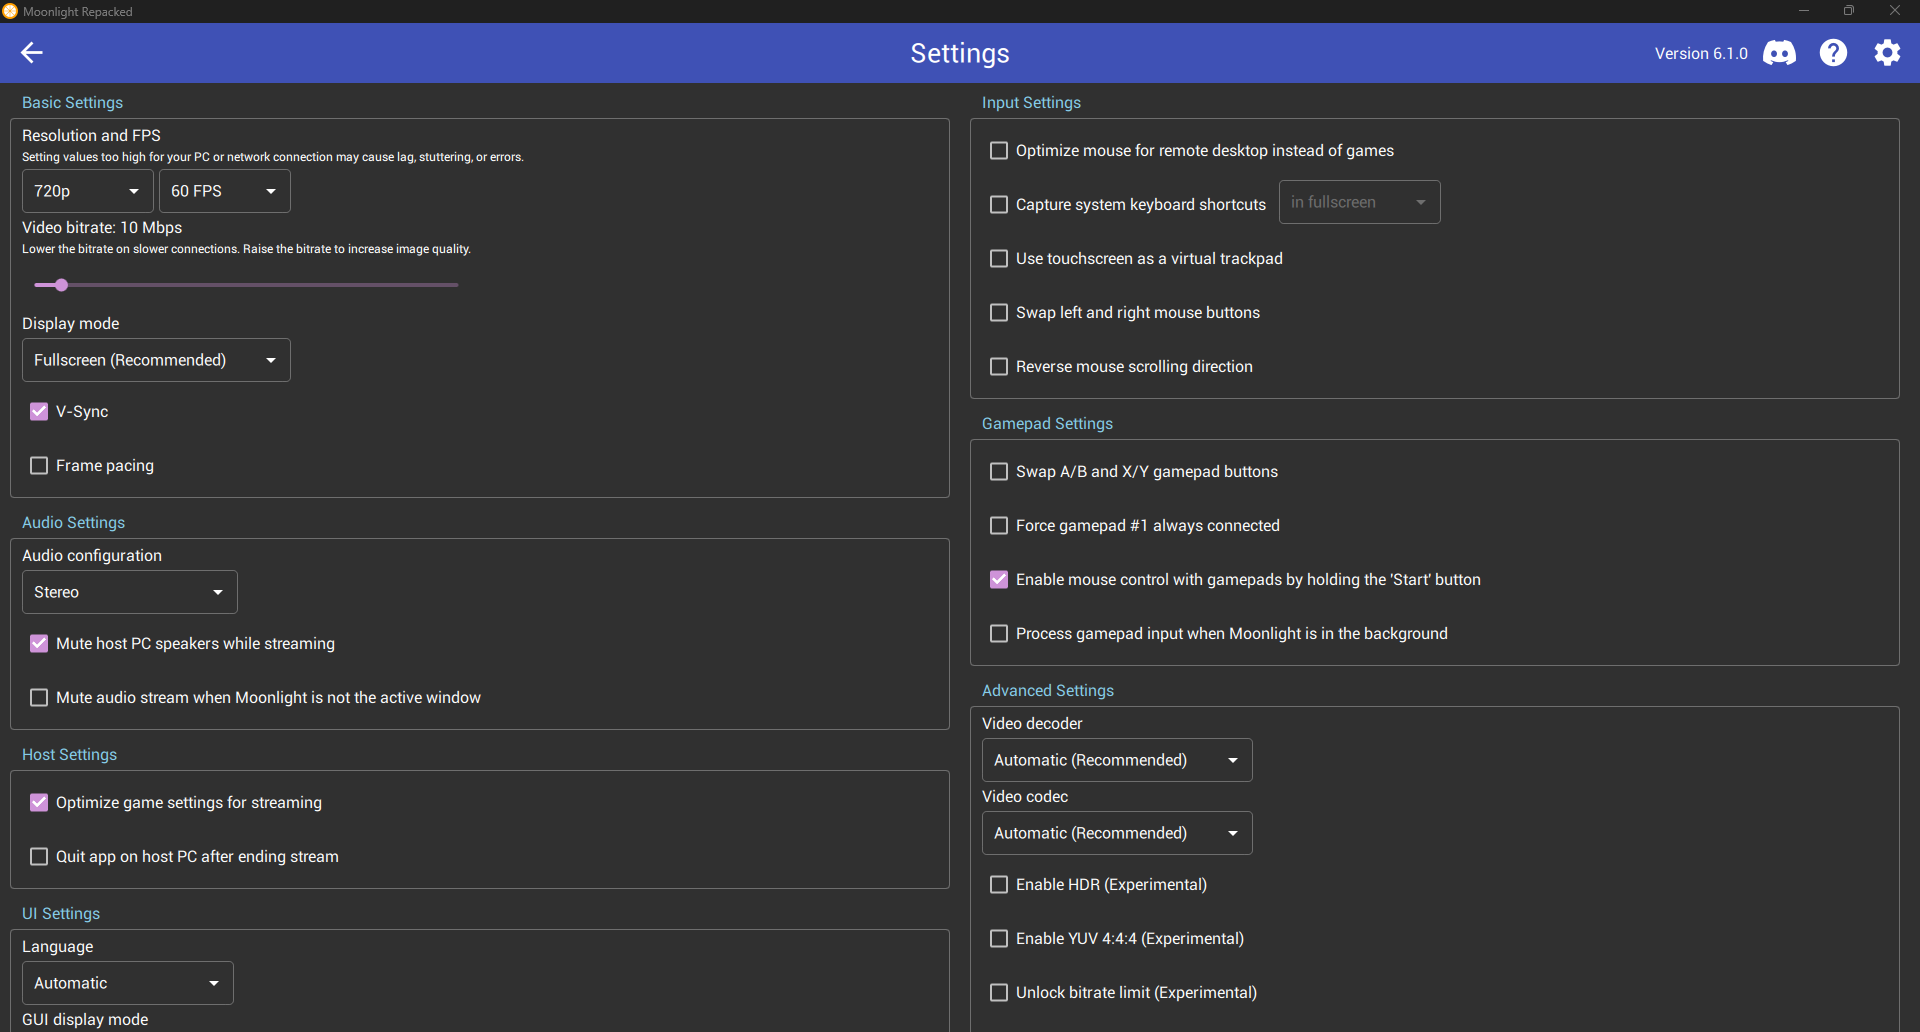 Moonlight Repacked
Settings
Version 6.1.0
Basic Settings
Resolution and FPS
Setting values too high for your PC or network connection may cause lag, stuttering, or errors.
720p
60 FPS
Video bitrate: 10 Mbps
Lower the bitrate on slower connections. Raise the bitrate to increase image quality.
Display mode
Fullscreen (Recommended)
V-Sync
Frame pacing
Audio Settings
Audio configuration
Stereo
Mute host PC speakers while streaming
Mute audio stream when Moonlight is not the active window
Host Settings
Optimize game settings for streaming
Quit app on host PC after ending stream
UI Settings
Language
Automatic
GUI display mode
Input Settings
Optimize mouse for remote desktop instead of games
Capture system keyboard shortcuts
in fullscreen
Use touchscreen as a virtual trackpad
Swap left and right mouse buttons
Reverse mouse scrolling direction
Gamepad Settings
Swap A/B and X/Y gamepad buttons
Force gamepad #1 always connected
Enable mouse control with gamepads by holding the 'Start' button
Process gamepad input when Moonlight is in the background
Advanced Settings
Video decoder
Automatic (Recommended)
Video codec
Automatic (Recommended)
Enable HDR (Experimental)
Enable YUV 4:4:4 (Experimental)
Unlock bitrate limit (Experimental)